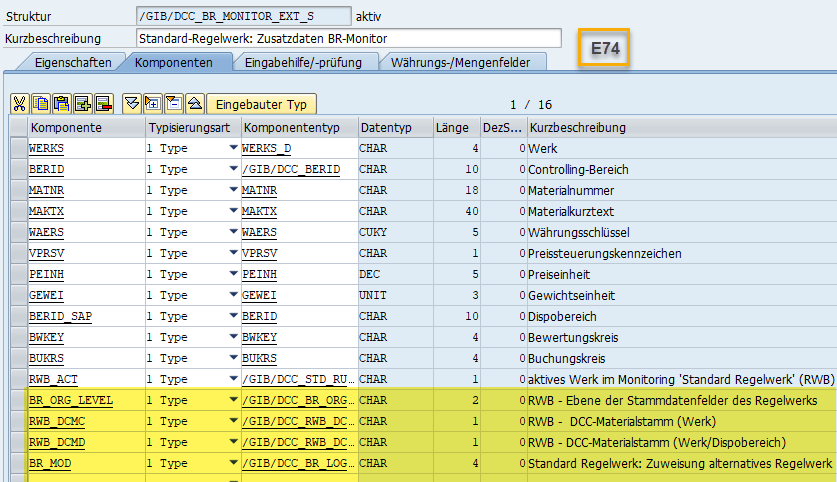 Struktur /GIB/DCC_BR_MONITOR_EXT_S aktiv
Kurzbeschreibung Standard-Regelwerk: Zusatzdaten BR-Monitor
E74
Eigenschaften Komponenten Eingabehilfe/-prüfung Währungs-/Mengenfelder
Eingebauter Typ 1 / 16
Komponente Typisierungsart Komponententyp Datentyp Länge DezS... Kurzbeschreibung
WERKS 1 Type WERKS_D CHAR 4 0 Werk
BERID 1 Type /GIB/DCC_BERID CHAR 10 0 Controlling-Bereich
MATNR 1 Type MATNR CHAR 18 0 Materialnummer
MAKTX 1 Type MAKTX CHAR 40 0 Materialkurztext
WAERS 1 Type WAERS CUKY 5 0 Währungsschlüssel
VPRSV 1 Type VPRSV CHAR 1 0 Preissteuerungskennzeichen
PEINH 1 Type PEINH DEC 5 0 Preiseinheit
GEWEI 1 Type GEWEI UNIT 3 0 Gewichtseinheit
BERID_SAP 1 Type BERID CHAR 10 0 Dispobereich
BWKEY 1 Type BWKEY CHAR 4 0 Bewertungskreis
BUKRS 1 Type BUKRS CHAR 4 0 Buchungskreis
RWB_ACT 1 Type /GIB/DCC_STD_RU... CHAR 1 0 aktives Werk im Monitoring 'Standard Regelwerk' (RWB)
BR_ORG_LEVEL 1 Type /GIB/DCC_BR_ORG... CHAR 2 0 RWB - Ebene der Stammdatenfelder des Regelwerks
RWB_DCMC 1 Type /GIB/DCC_RWB_DC... CHAR 1 0 RWB - DCC-Materialstamm (Werk)
RWB_DCMD 1 Type /GIB/DCC_RWB_DC... CHAR 1 0 RWB - DCC-Materialstamm (Werk/Dispobereich)
BR_MOD 1 Type /GIB/DCC_BR_LOG... CHAR 4 0 Standard Regelwerk: Zuweisung alternatives Regelwerk